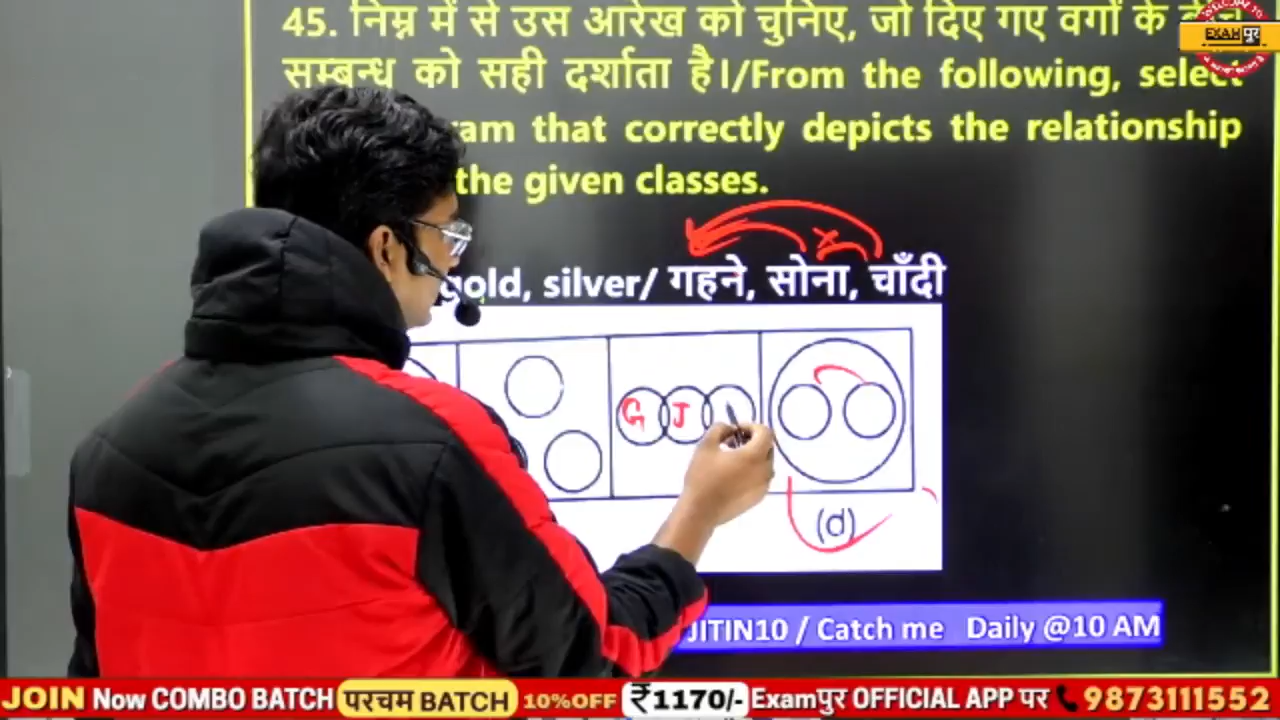 45. निम्न में से उस आरेख को चुनिए, जो दिए गए वर्गों के
सम्बन्ध को सही दर्शाता है।/From the following, select
that correctly depicts the relationship
the given classes.
gold, silver/ गहने, सोना, चाँदी
G J
(d)
JITIN10 / Catch me Daily @10 AM
WELCOME TO
EXAMपुर
JOIN Now COMBO BATCH परचम BATCH 10%OFF ₹1170/- Examपुर OFFICIAL APP पर 9873111552